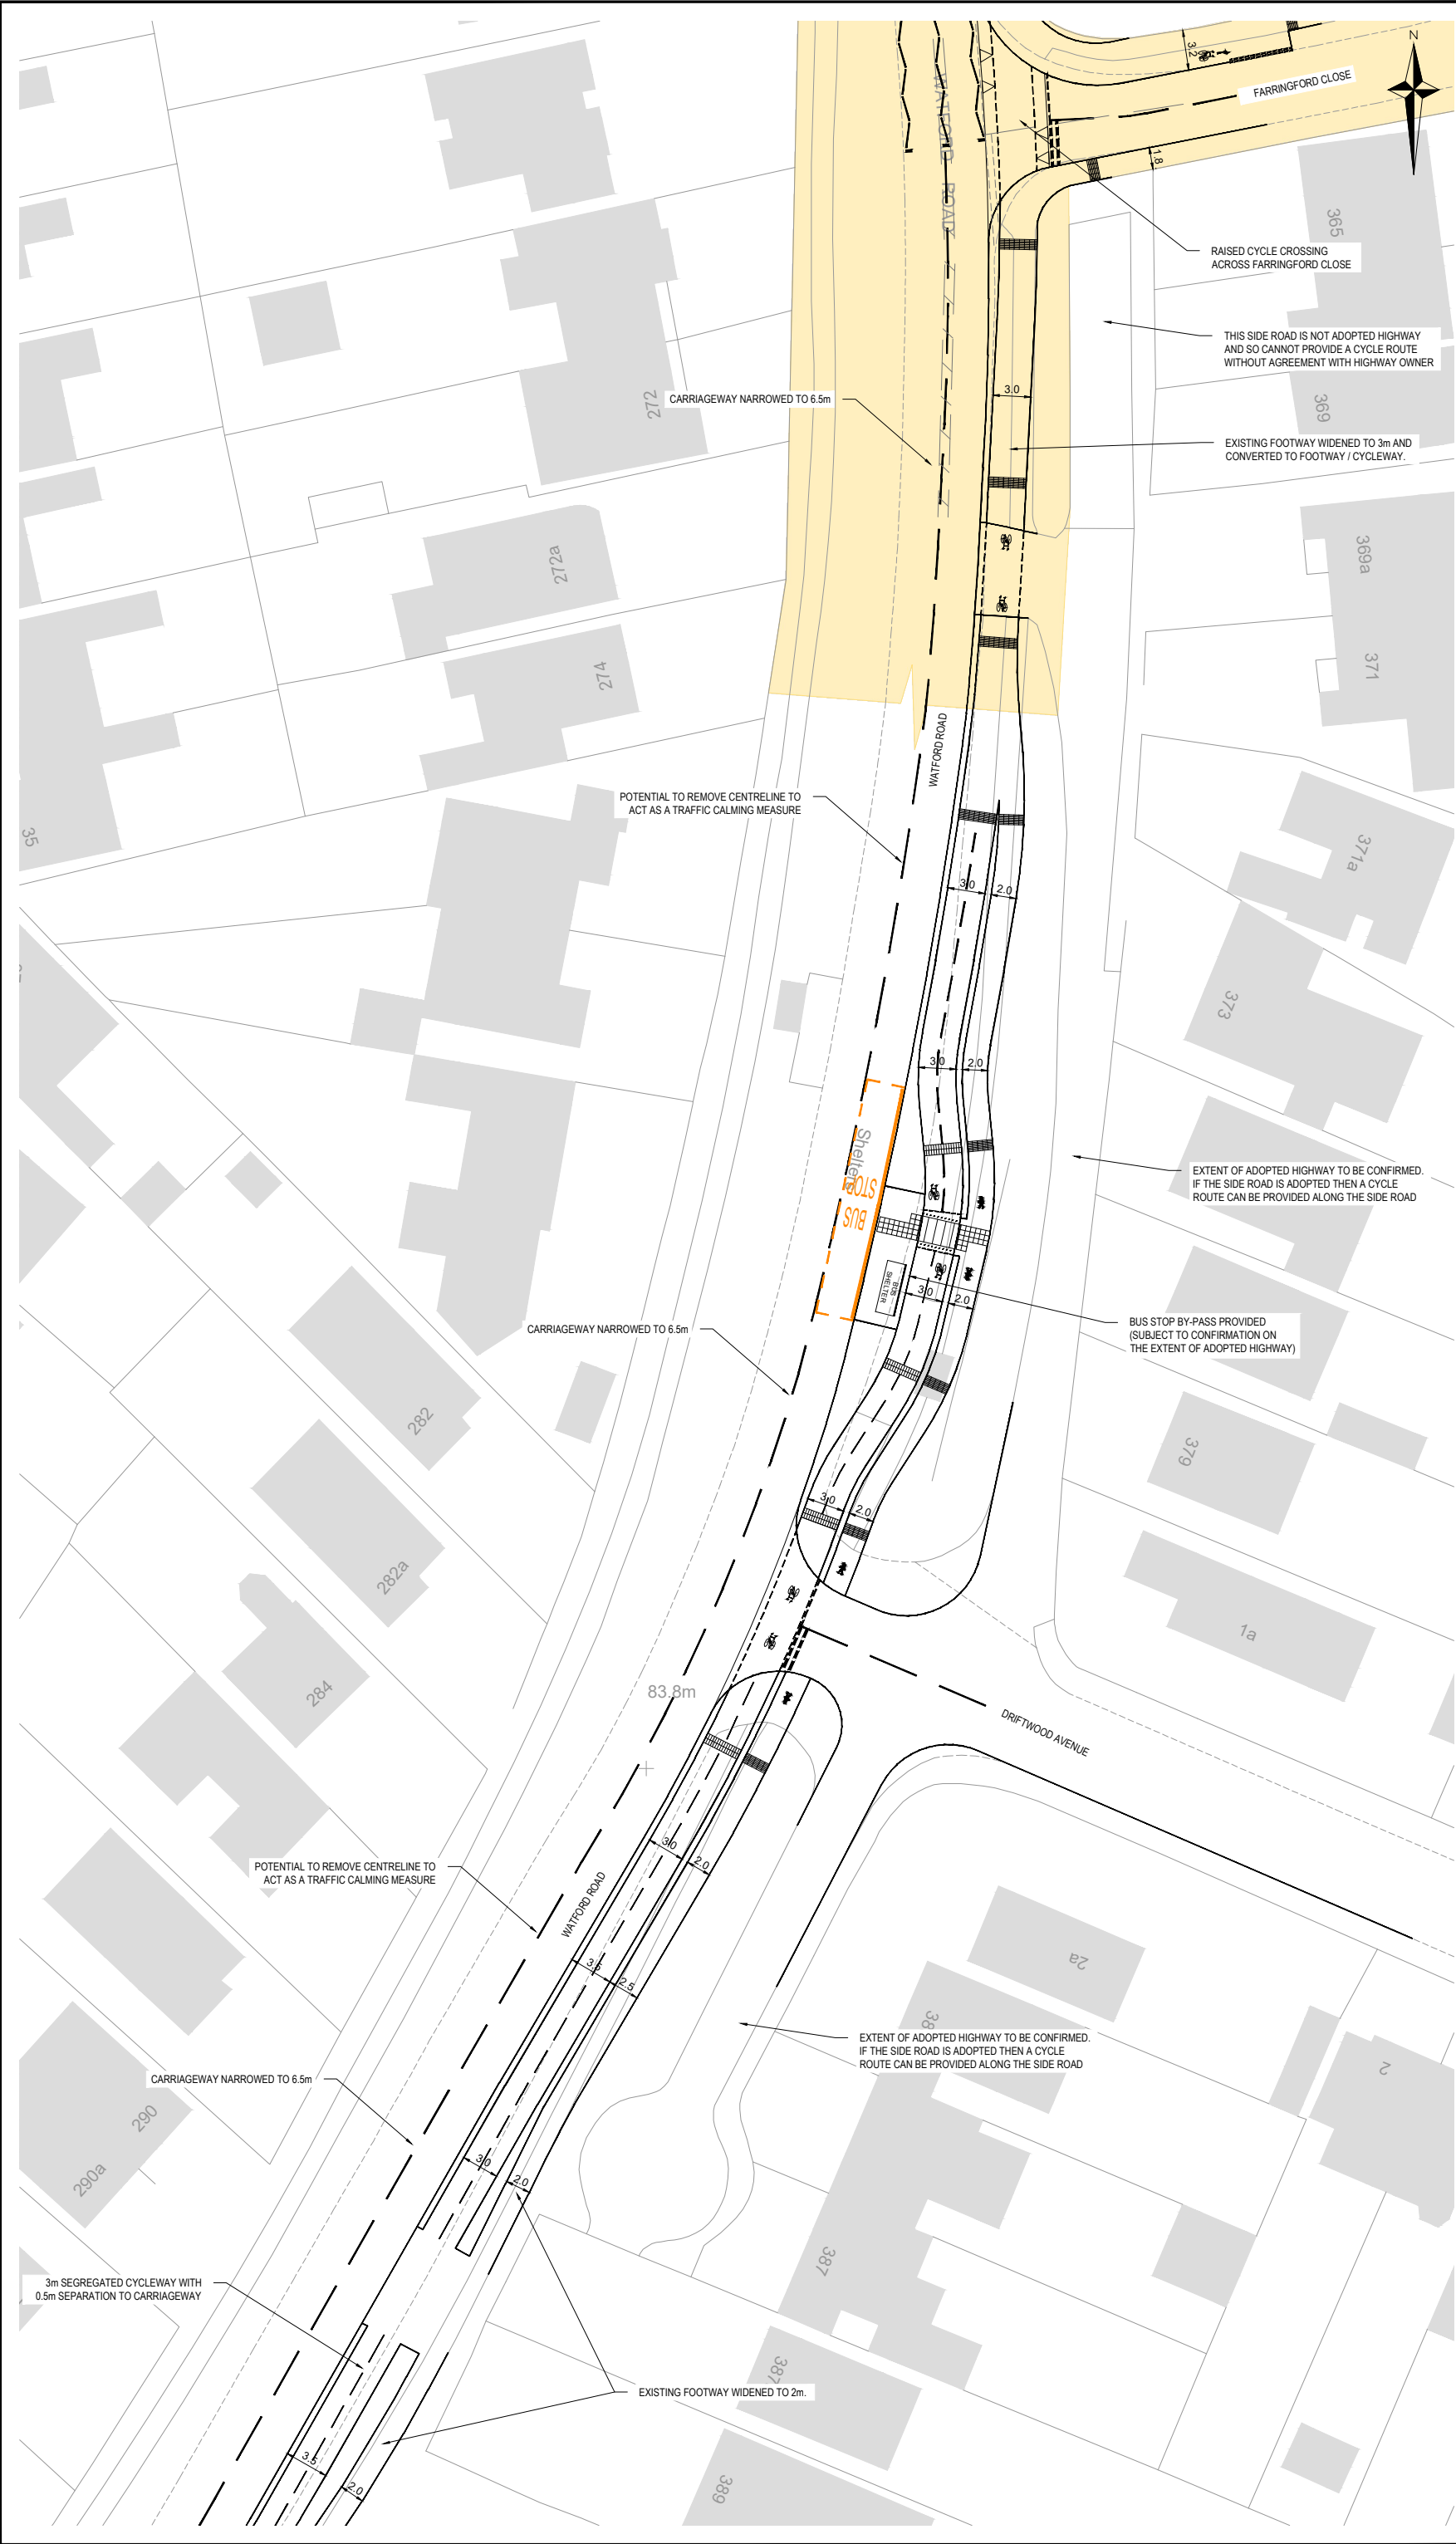 N
3.2
FARRINGFORD CLOSE
1.8
WATFORD ROAD
365
RAISED CYCLE CROSSING
ACROSS FARRINGFORD CLOSE
THIS SIDE ROAD IS NOT ADOPTED HIGHWAY
AND SO CANNOT PROVIDE A CYCLE ROUTE
WITHOUT AGREEMENT WITH HIGHWAY OWNER
272
CARRIAGEWAY NARROWED TO 6.5m
3.0
369
EXISTING FOOTWAY WIDENED TO 3m AND
CONVERTED TO FOOTWAY / CYCLEWAY.
272a
369a
274
371
WATFORD ROAD
POTENTIAL TO REMOVE CENTRELINE TO
ACT AS A TRAFFIC CALMING MEASURE
35
371a
3.0
2.0
373
3.0
2.0
Shelters
BUS
STOP
EXTENT OF ADOPTED HIGHWAY TO BE CONFIRMED.
IF THE SIDE ROAD IS ADOPTED THEN A CYCLE
ROUTE CAN BE PROVIDED ALONG THE SIDE ROAD
BUS
SHELTER
3.0
2.0
BUS STOP BY-PASS PROVIDED
(SUBJECT TO CONFIRMATION ON
THE EXTENT OF ADOPTED HIGHWAY)
CARRIAGEWAY NARROWED TO 6.5m
282
379
3.0
2.0
282a
1a
284
83.8m
DRIFTWOOD AVENUE
3.0
2.0
POTENTIAL TO REMOVE CENTRELINE TO
ACT AS A TRAFFIC CALMING MEASURE
WATFORD ROAD
3.5
2.5
2a
38
EXTENT OF ADOPTED HIGHWAY TO BE CONFIRMED.
IF THE SIDE ROAD IS ADOPTED THEN A CYCLE
ROUTE CAN BE PROVIDED ALONG THE SIDE ROAD
2
CARRIAGEWAY NARROWED TO 6.5m
290
290a
3.0
2.0
387
3m SEGREGATED CYCLEWAY WITH
0.5m SEPARATION TO CARRIAGEWAY
387
EXISTING FOOTWAY WIDENED TO 2m.
3.5
2.0
389